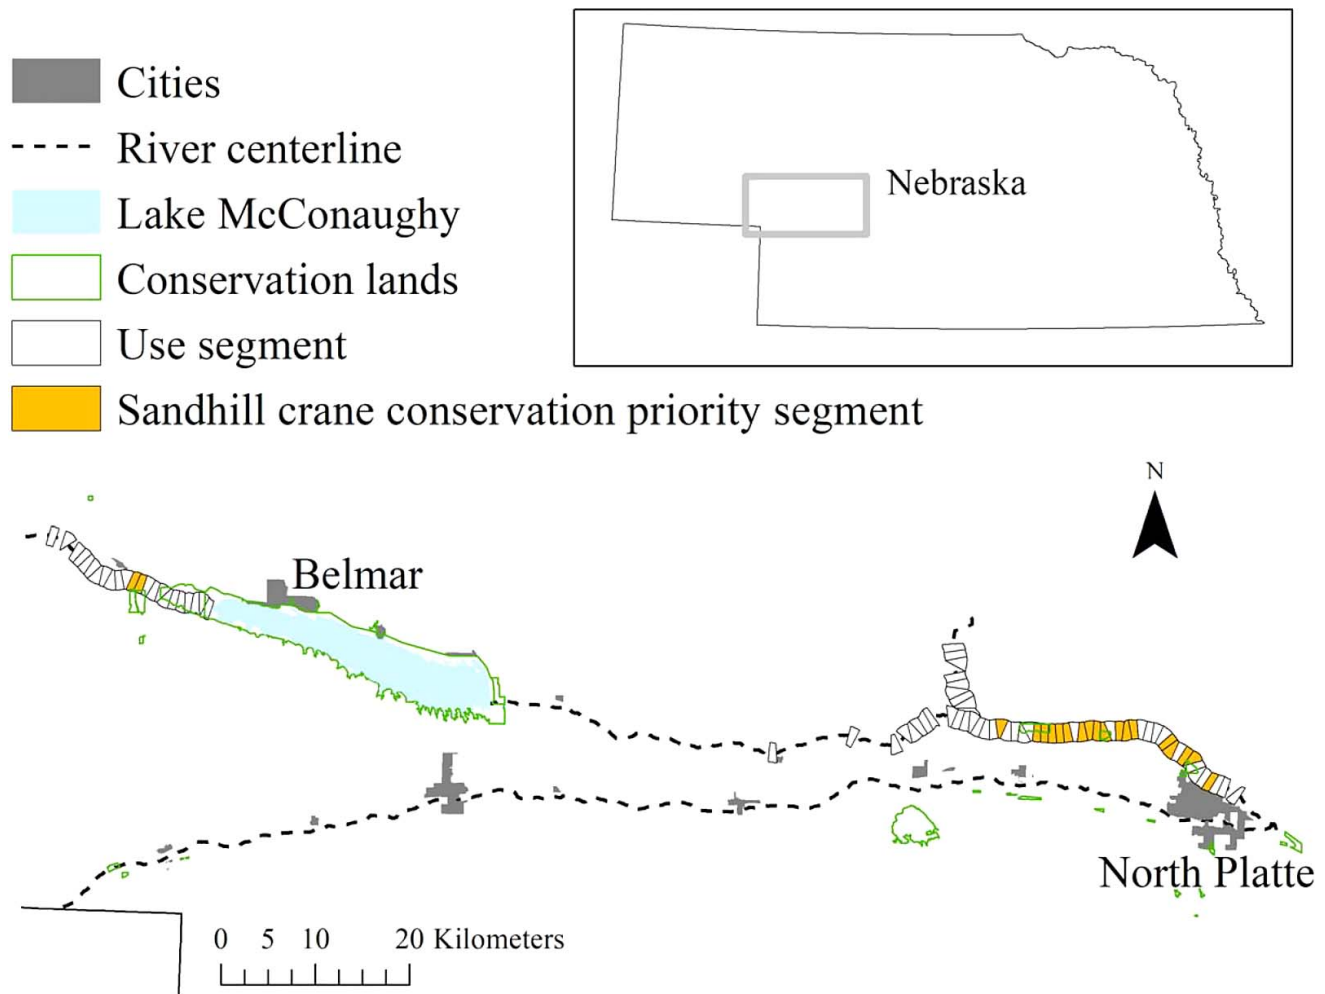 Cities
River centerline
Lake McConaughy
Conservation lands
Use segment
Sandhill crane conservation priority segment
Nebraska
N
Belmar
North Platte
0 5 10 20 Kilometers